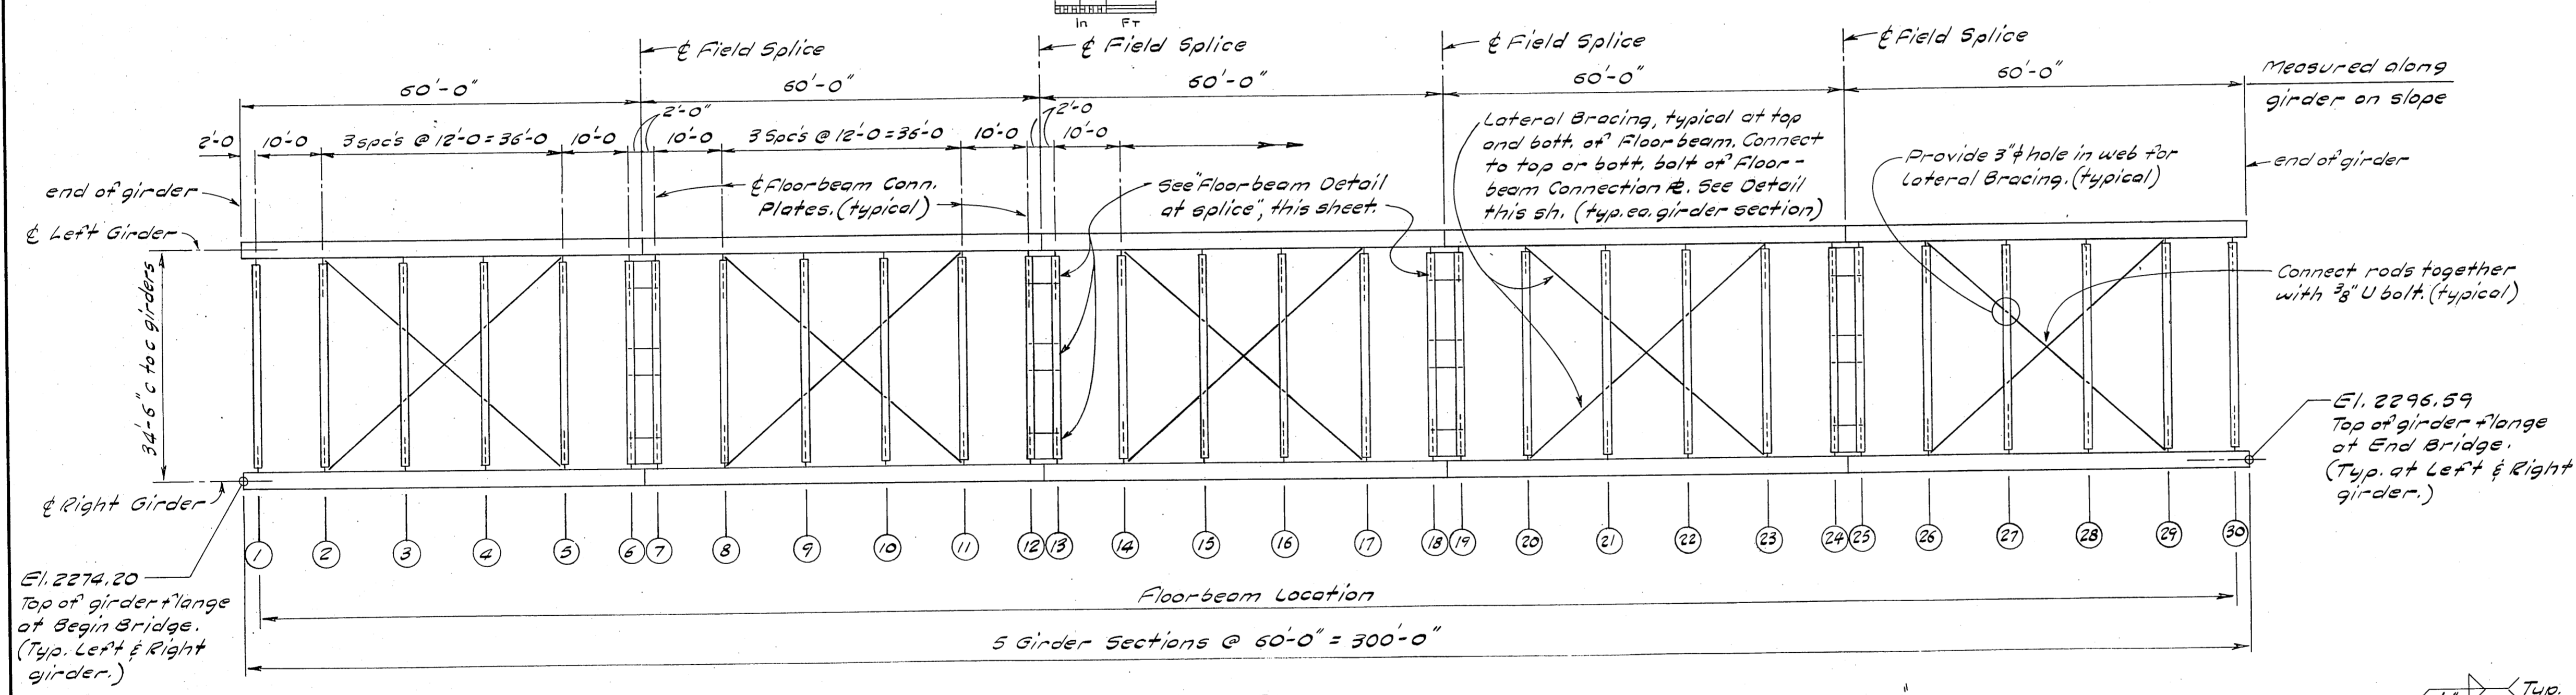 In FT
℄ Field Splice
℄ Field Splice
℄ Field Splice
℄ Field Splice
60'-0"
60'-0"
60'-0"
60'-0"
60'-0"
Measured along
girder on slope
2'-0
10'-0
3 spc's @ 12'-0 = 36'-0
10'-0
2'-0"
10'-0
3 Spc's @ 12'-0 = 36'-0
10'-0
2'-0
10'-0
end of girder
℄ Left Girder
℄ Floorbeam Conn.
Plates. (typical)
See "Floorbeam Detail
at splice", this sheet.
Lateral Bracing, typical at top
and bott. of Floorbeam. Connect
to top or bott. bolt of Floor-
beam Connection ℄. See Detail
this sh. (typ. ea. girder section)
Provide 3"ϕ hole in web for
Lateral Bracing. (typical)
end of girder
34'-6" c to c girders
Connect rods together
with 3/8" U bolt. (typical)
El. 2296.59
Top of girder flange
at End Bridge.
(Typ. at Left & Right
girder.)
℄ Right Girder
1 2 3 4 5 6 7 8 9 10 11 12 13 14 15 16 17 18 19 20 21 22 23 24 25 26 27 28 29 30
El. 2274.20
Top of girder flange
at Begin Bridge.
(Typ. Left & Right
girder.)
Floorbeam Location
5 Girder Sections @ 60'-0" = 300'-0"
Typ.